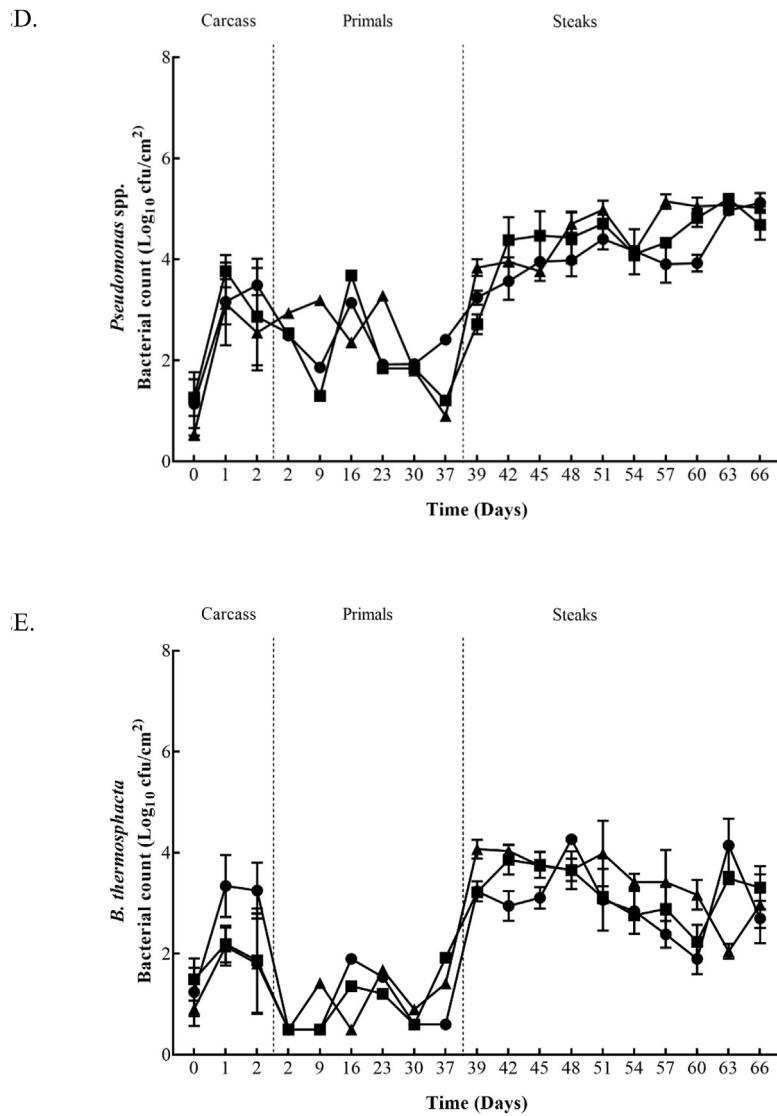 :D.
Carcass Primals Steaks
Pseudomonas spp.
Bacterial count (Log10 cfu/cm2)
8
6
4
2
0
0 1 2 2 9 16 23 30 37 39 42 45 48 51 54 57 60 63 66
Time (Days)
:E.
Carcass Primals Steaks
B. thermosphacta
Bacterial count (Log10 cfu/cm2)
8
6
4
2
0
0 1 2 2 9 16 23 30 37 39 42 45 48 51 54 57 60 63 66
Time (Days)